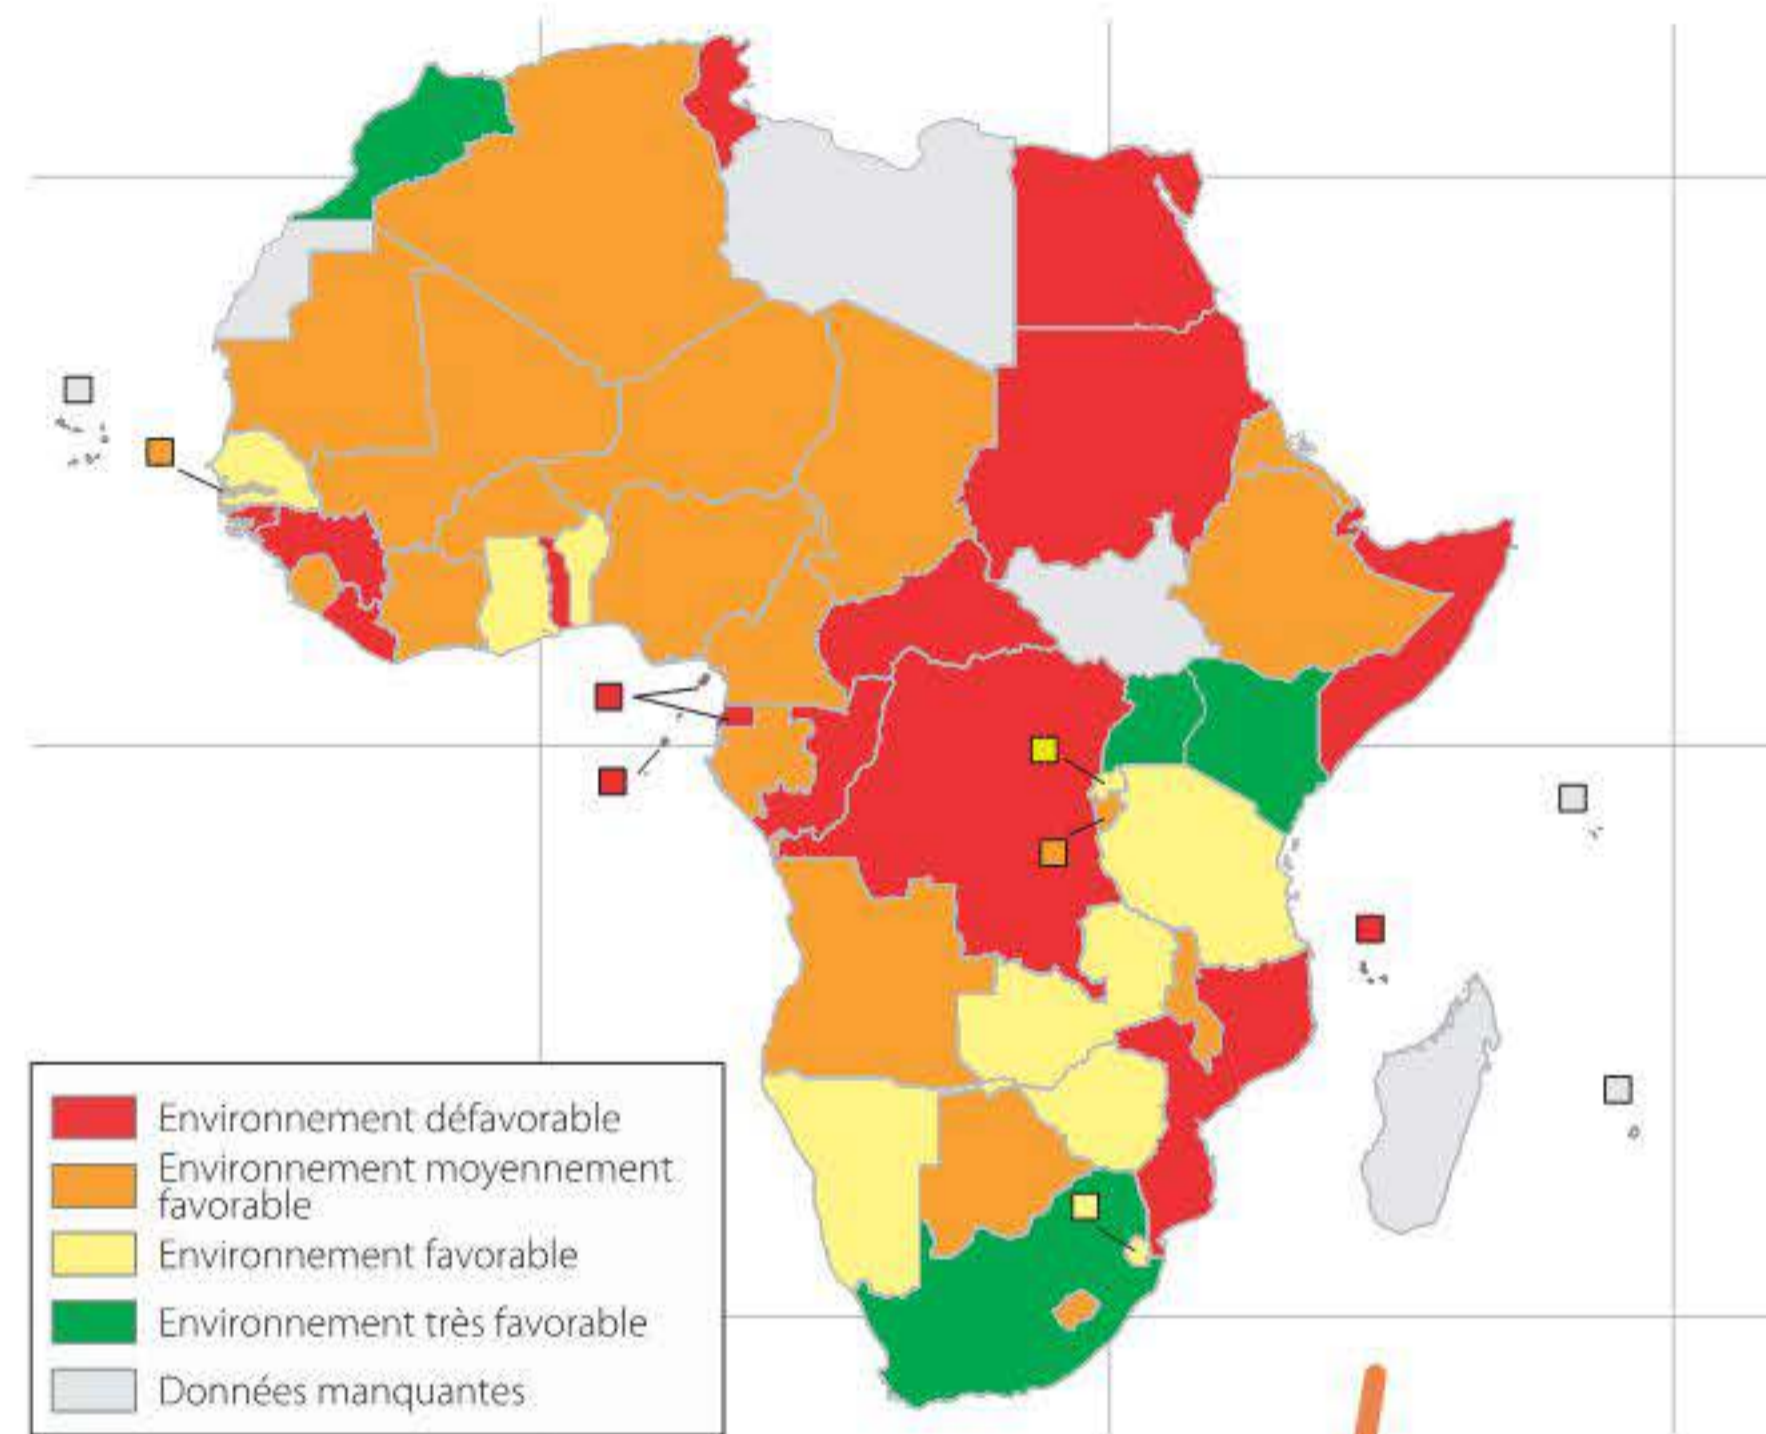 Environnement défavorable
Environnement moyennement
favorable
Environnement favorable
Environnement très favorable
Données manquantes